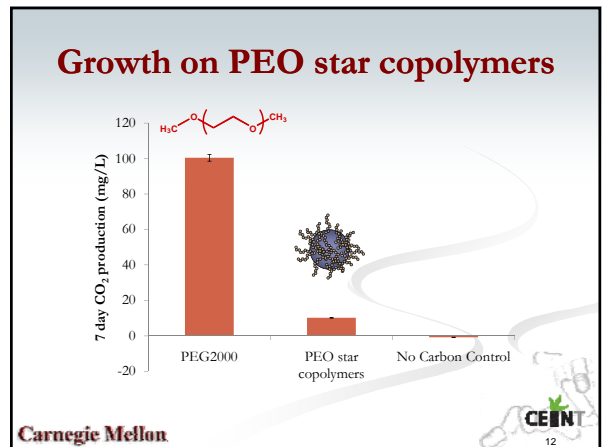 Growth on PEO star copolymers
H₃C O O CH₃
120
100
80
60
40
20
0
-20
7 day CO₂ production (mg/L)
PEG2000
PEO star
copolymers
No Carbon Control
Carnegie Mellon
CEINT
12